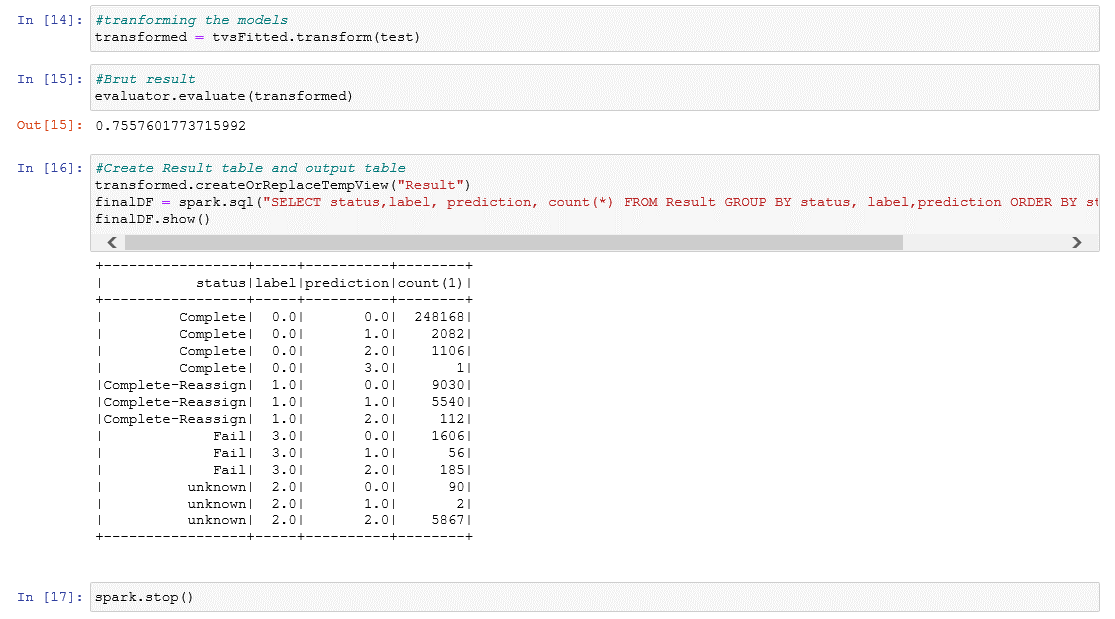 In [14]: #tranforming the models
transformed = tvsFitted.transform(test)
In [15]: #Brut result
evaluator.evaluate(transformed)
Out[15]: 0.7557601773715992
In [16]: #Create Result table and output table
transformed.createOrReplaceTempView("Result")
finalDF = spark.sql("SELECT status,label, prediction, count(*) FROM Result GROUP BY status, label,prediction ORDER BY st
finalDF.show()
+-----------------+-----+----------+--------+
|           status|label|prediction|count(1)|
+-----------------+-----+----------+--------+
|         Complete|  0.0|       0.0|  248168|
|         Complete|  0.0|       1.0|    2082|
|         Complete|  0.0|       2.0|    1106|
|         Complete|  0.0|       3.0|       1|
|Complete-Reassign|  1.0|       0.0|    9030|
|Complete-Reassign|  1.0|       1.0|    5540|
|Complete-Reassign|  1.0|       2.0|     112|
|             Fail|  3.0|       0.0|    1606|
|             Fail|  3.0|       1.0|      56|
|             Fail|  3.0|       2.0|     185|
|          unknown|  2.0|       0.0|      90|
|          unknown|  2.0|       1.0|       2|
|          unknown|  2.0|       2.0|    5867|
+-----------------+-----+----------+--------+
In [17]: spark.stop()